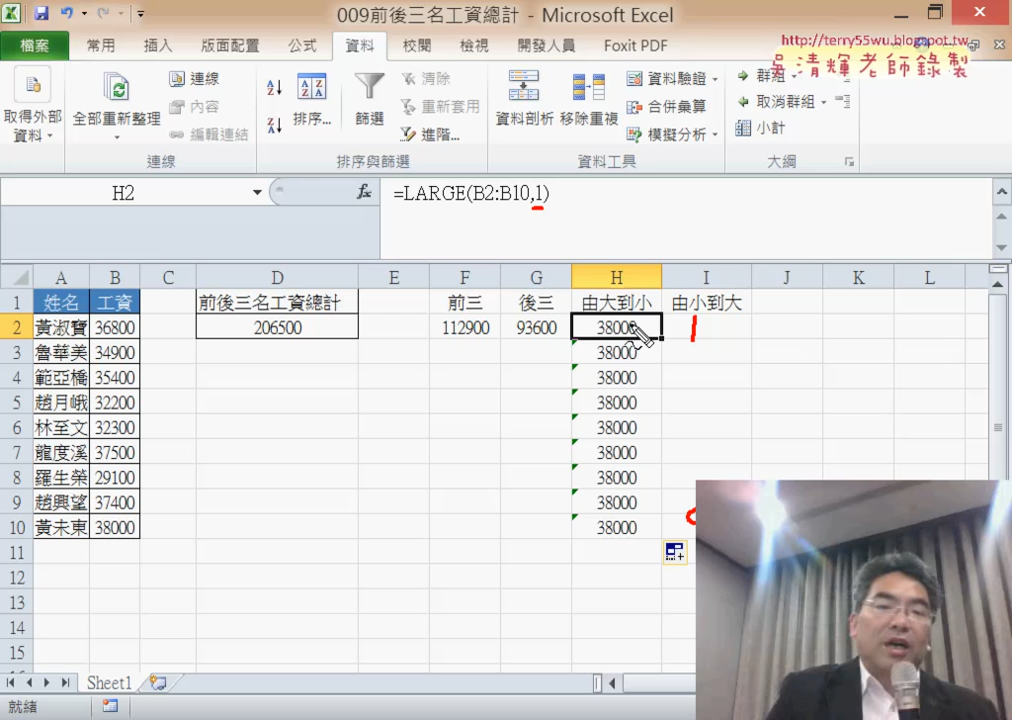 009前後三名工資總計 - Microsoft Excel
檔案 常用 插入 版面配置 公式 資料 校閱 檢視 開發人員 Foxit PDF
http://terry55wu.blogspot.tw
吳清輝老師錄製
取得外部資料
全部重新整理
連線
內容
編輯連結
連線
排序...
篩選
清除
重新套用
進階...
排序與篩選
資料剖析
移除重複
資料驗證
合併彙算
模擬分析
資料工具
群組
取消群組
小計
大綱
H2 fx =LARGE(B2:B10,1)
A B C D E F G H I J K L
1 姓名 工資 前後三名工資總計 前三 後三 由大到小 由小到大
2 黃淑寶 36800 206500 112900 93600 38000 1
3 魯華美 34900 38000
4 範亞橋 35400 38000
5 趙月峨 32200 38000
6 林至文 32300 38000
7 龍度溪 37500 38000
8 羅生榮 29100 38000
9 趙興望 37400 38000
10 黃未東 38000 38000
11
12
13
14
15
Sheet1
就緒